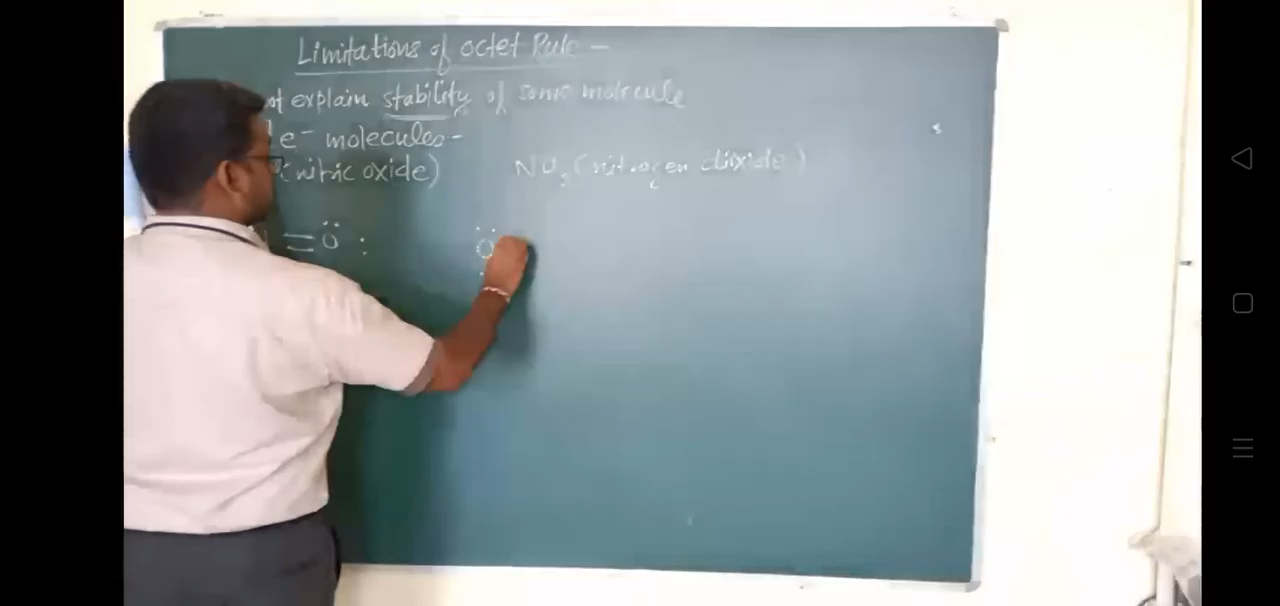 Limitations of octet Rule -
explain stability of some molecule
e- molecules -
(nitric oxide) NO2 (nitrogen dioxide)
= O : O